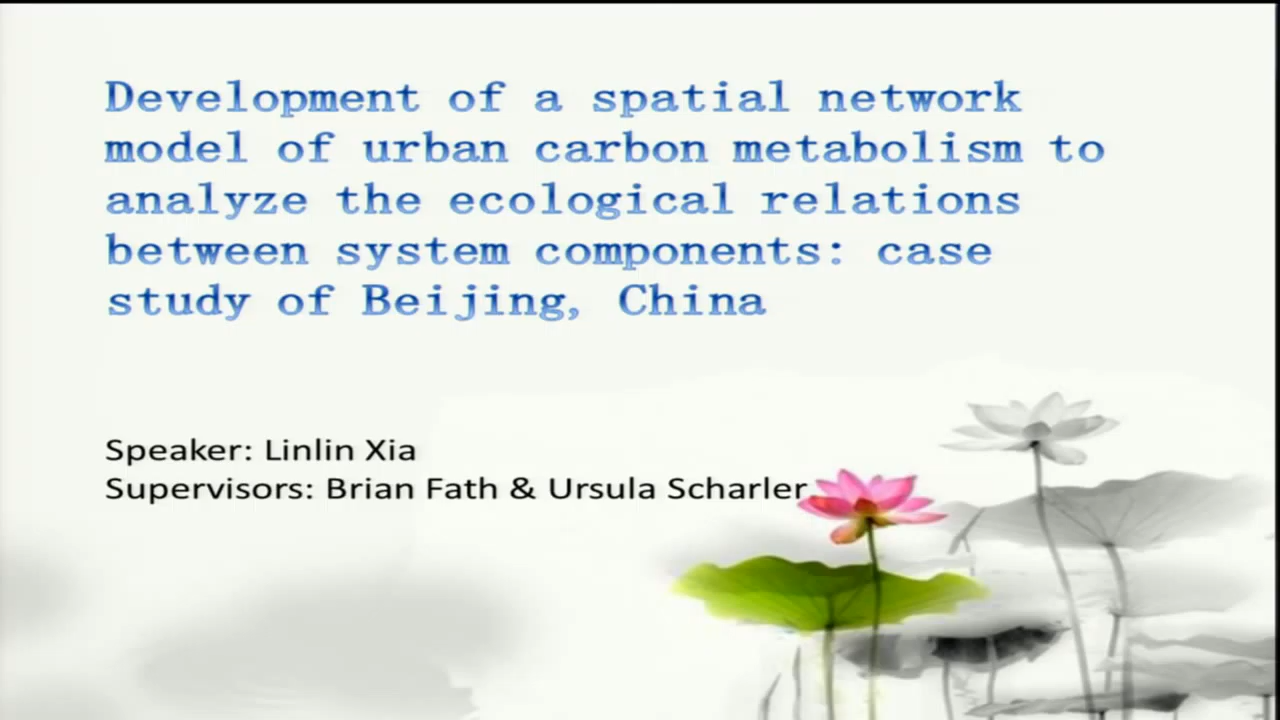 Development of a spatial network
model of urban carbon metabolism to
analyze the ecological relations
between system components: case
study of Beijing, China
Speaker: Linlin Xia
Supervisors: Brian Fath & Ursula Scharler